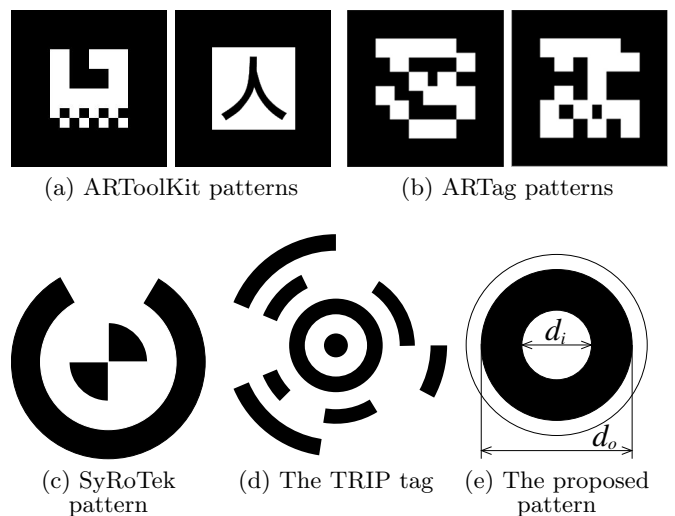 人
(a) ARToolKit patterns
(b) ARTag patterns
d_i
d_o
(c) SyRoTek
pattern
(d) The TRIP tag
(e) The proposed
pattern